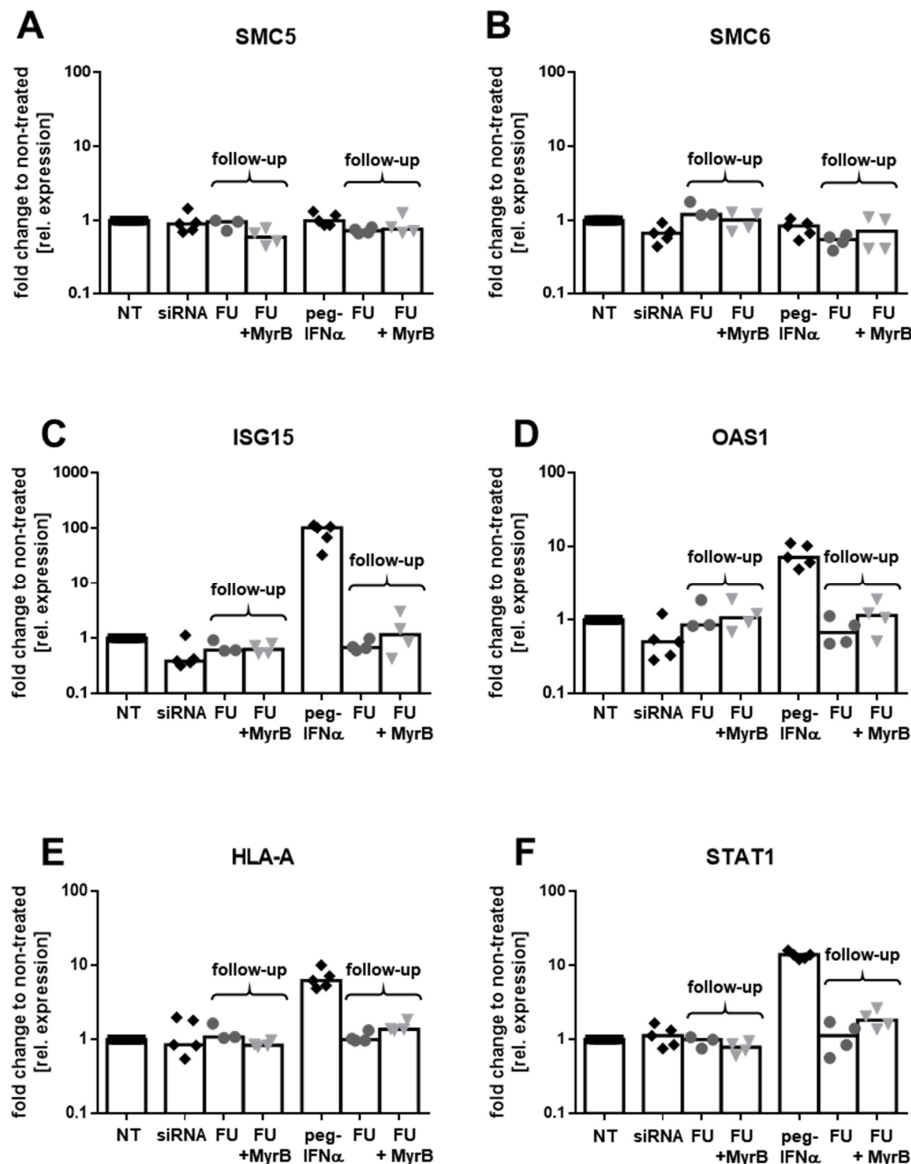 A
SMC5
fold change to non-treated
[rel. expression]
100
10
1
0.1
follow-up
follow-up
NT siRNA FU FU peg- FU FU
+MyrB IFNα + MyrB
B
SMC6
fold change to non-treated
[rel. expression]
100
10
1
0.1
follow-up
follow-up
NT siRNA FU FU peg- FU FU
+MyrB IFNα + MyrB
C
ISG15
fold change to non-treated
[rel. expression]
1000
100
10
1
0.1
follow-up
follow-up
NT siRNA FU FU peg- FU FU
+MyrB IFNα + MyrB
D
OAS1
fold change to non-treated
[rel. expression]
100
10
1
0.1
follow-up
follow-up
NT siRNA FU FU peg- FU FU
+MyrB IFNα + MyrB
E
HLA-A
fold change to non-treated
[rel. expression]
100
10
1
0.1
follow-up
follow-up
NT siRNA FU FU peg- FU FU
+MyrB IFNα + MyrB
F
STAT1
fold change to non-treated
[rel. expression]
100
10
1
0.1
follow-up
follow-up
NT siRNA FU FU peg- FU FU
+MyrB IFNα + MyrB